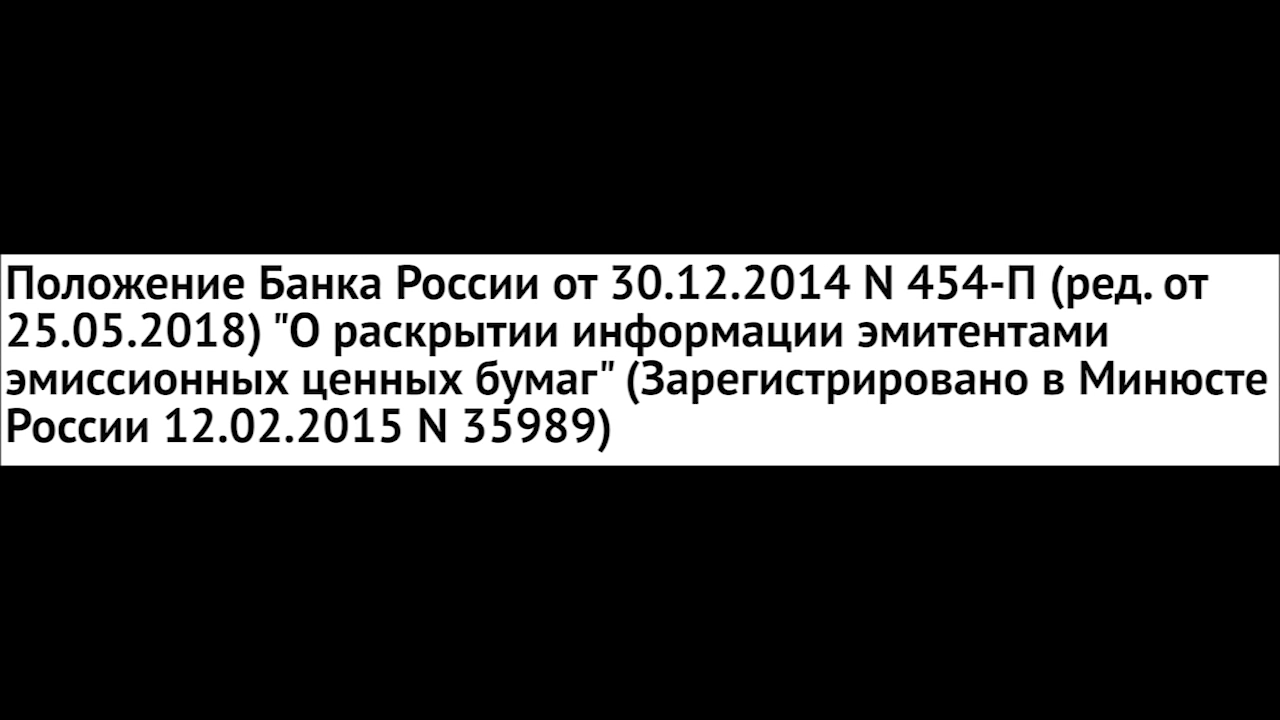 Положение Банка России от 30.12.2014 N 454-П (ред. от
25.05.2018) "О раскрытии информации эмитентами
эмиссионных ценных бумаг" (Зарегистрировано в Минюсте
России 12.02.2015 N 35989)